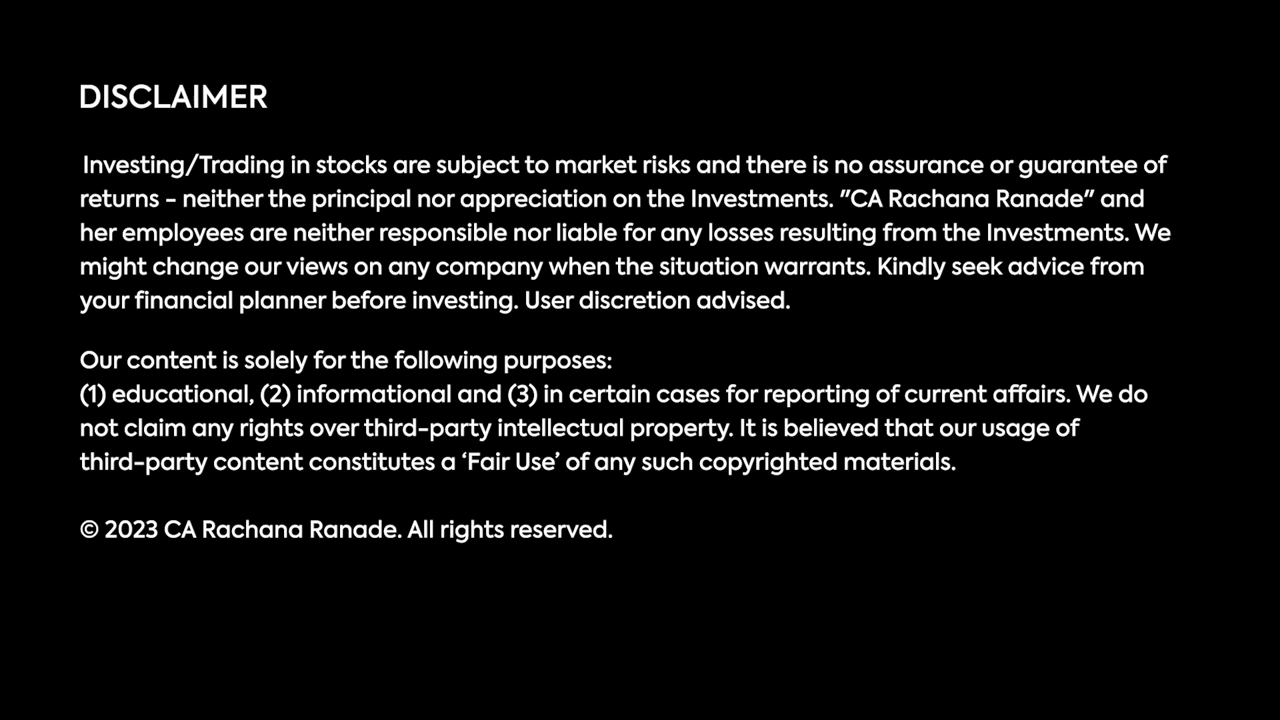 DISCLAIMER
Investing/Trading in stocks are subject to market risks and there is no assurance or guarantee of
returns - neither the principal nor appreciation on the Investments. "CA Rachana Ranade" and
her employees are neither responsible nor liable for any losses resulting from the Investments. We
might change our views on any company when the situation warrants. Kindly seek advice from
your financial planner before investing. User discretion advised.
Our content is solely for the following purposes:
(1) educational, (2) informational and (3) in certain cases for reporting of current affairs. We do
not claim any rights over third-party intellectual property. It is believed that our usage of
third-party content constitutes a ‘Fair Use’ of any such copyrighted materials.
© 2023 CA Rachana Ranade. All rights reserved.